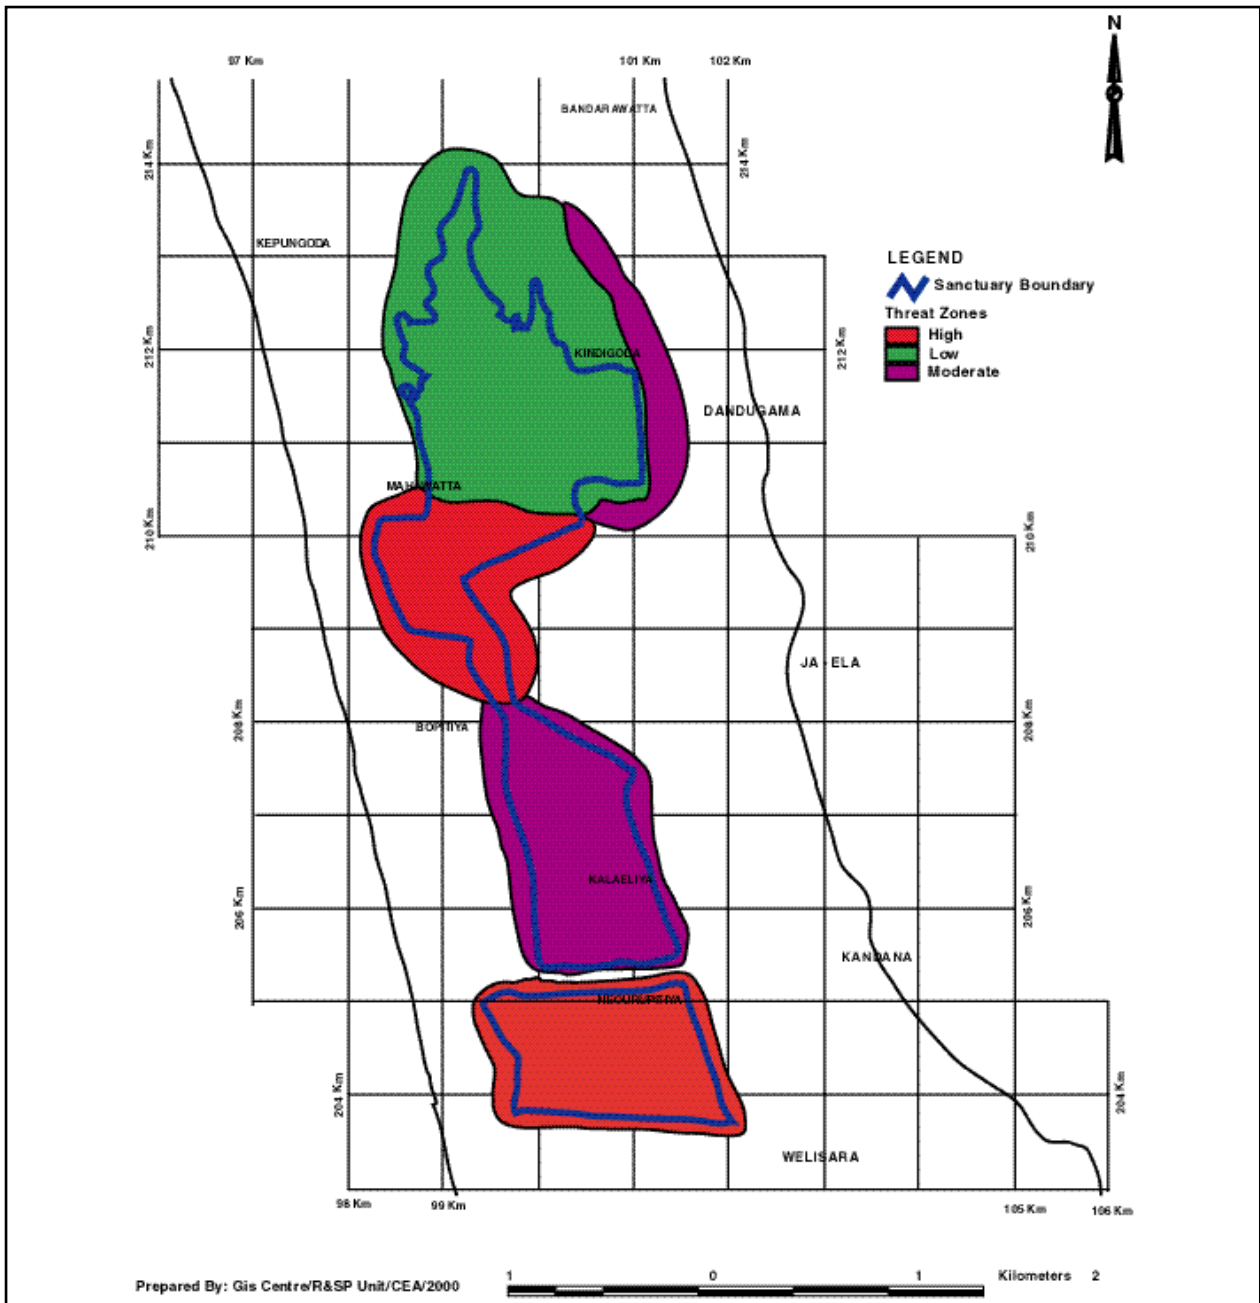 N
97 Km
101 Km
102 Km
BANDARAWATTA
214 Km
214 Km
KEPUNGODA
LEGEND
Sanctuary Boundary
Threat Zones
High
Low
Moderate
212 Km
212 Km
KINDIGODA
DANDUGAMA
MAHAWATTA
210 Km
210 Km
JA - ELA
208 Km
208 Km
BOPITIYA
KALAELIYA
206 Km
206 Km
KANDANA
204 Km
204 Km
WELISARA
98 Km
99 Km
105 Km
106 Km
Prepared By: Gis Centre/R&SP Unit/CEA/2000
1 0 1 Kilometers 2